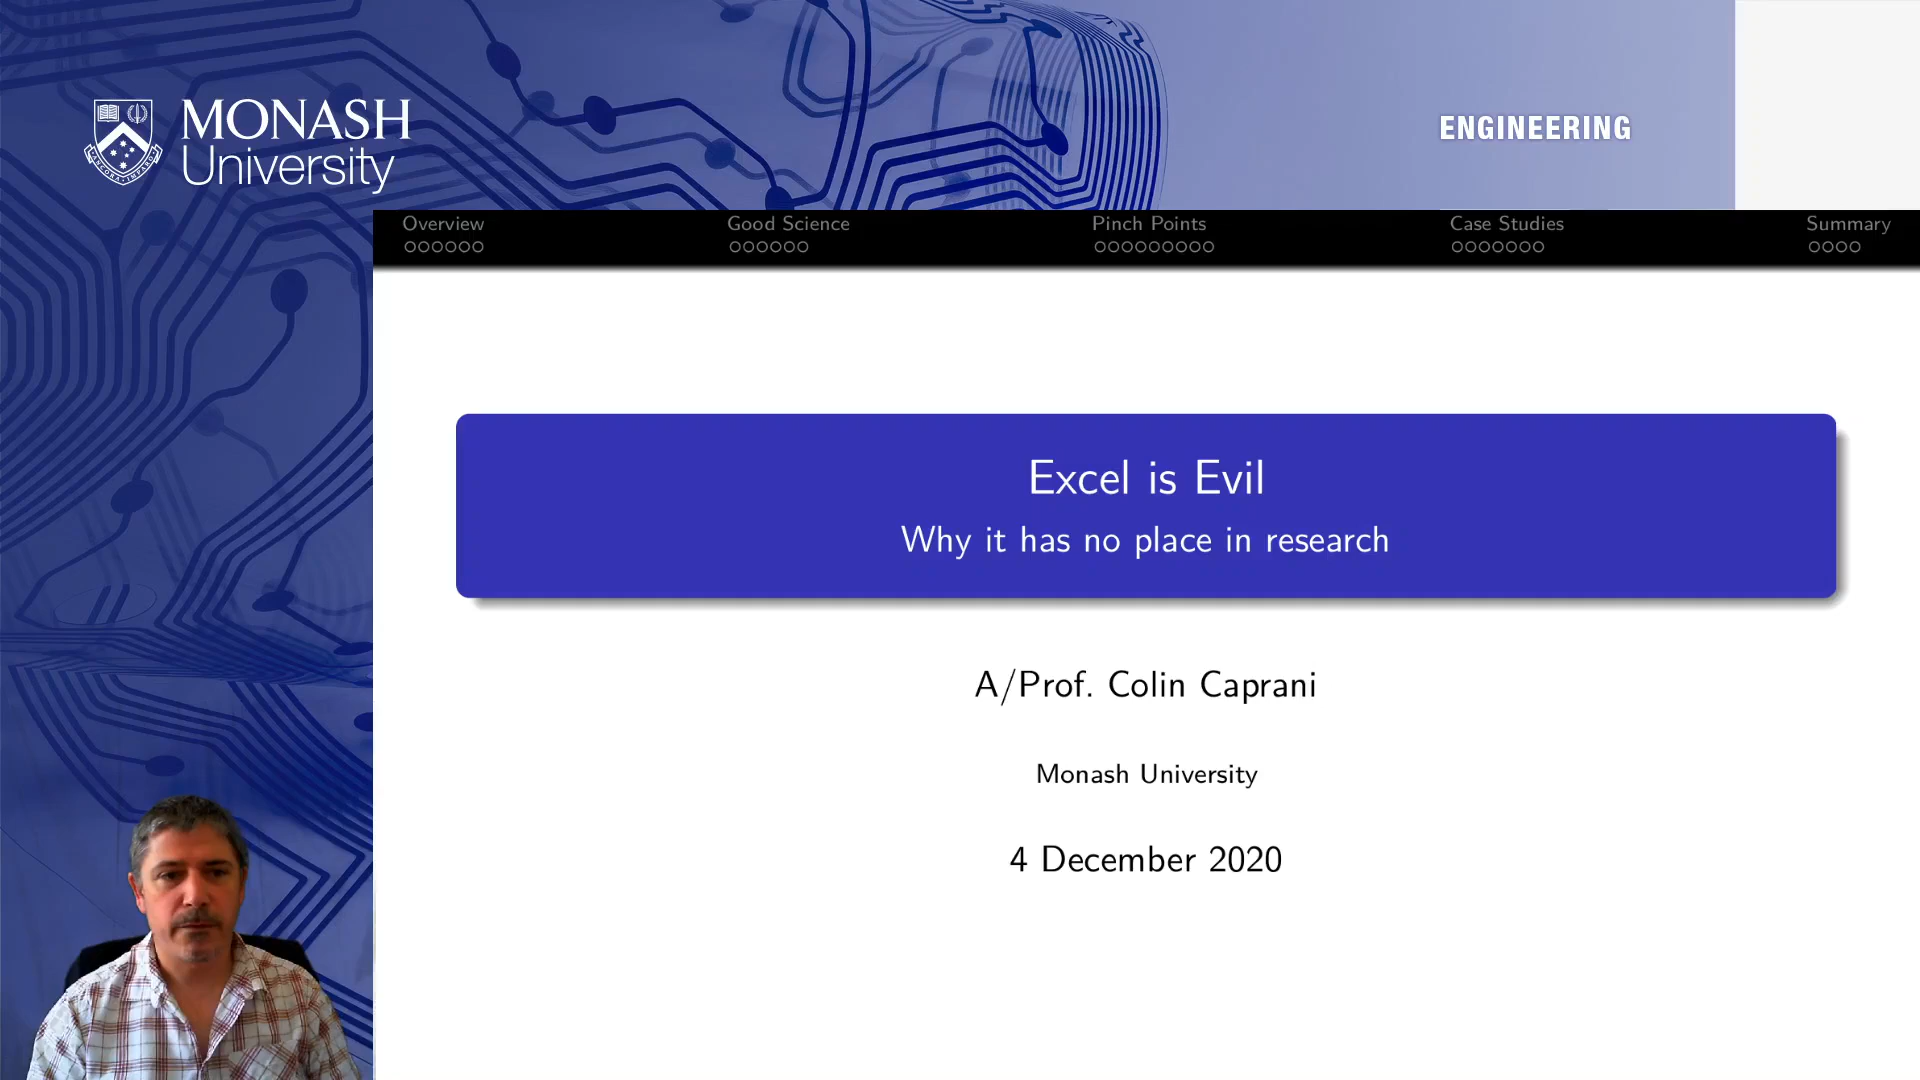 MONASH
University
ENGINEERING
Overview
Good Science
Pinch Points
Case Studies
Summary
Excel is Evil
Why it has no place in research
A/Prof. Colin Caprani
Monash University
4 December 2020